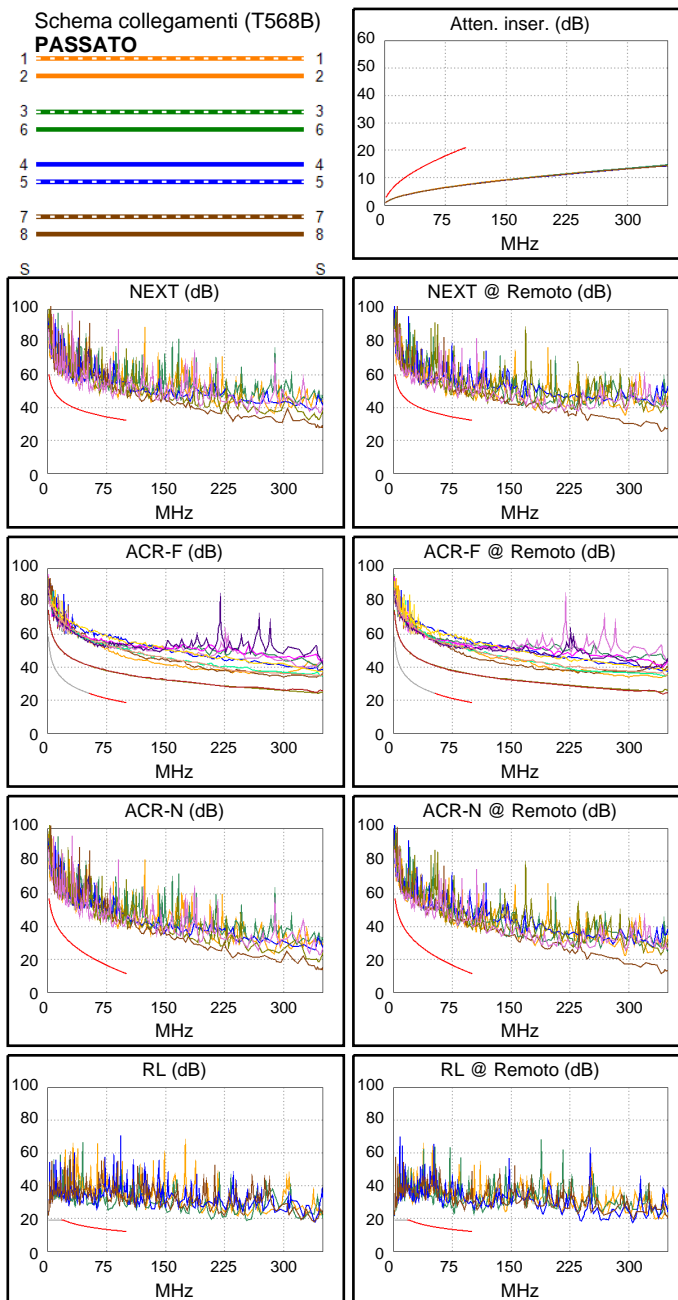 Schema collegamenti (T568B)
PASSATO
1 1
2 2
3 3
6 6
4 4
5 5
7 7
8 8
S S
Atten. inser. (dB)
60
50
40
30
20
10
0
0 75 150 225 300
MHz
NEXT (dB)
100
80
60
40
20
0
0 75 150 225 300
MHz
NEXT @ Remoto (dB)
100
80
60
40
20
0
0 75 150 225 300
MHz
ACR-F (dB)
100
80
60
40
20
0
0 75 150 225 300
MHz
ACR-F @ Remoto (dB)
100
80
60
40
20
0
0 75 150 225 300
MHz
ACR-N (dB)
100
80
60
40
20
0
0 75 150 225 300
MHz
ACR-N @ Remoto (dB)
100
80
60
40
20
0
0 75 150 225 300
MHz
RL (dB)
100
80
60
40
20
0
0 75 150 225 300
MHz
RL @ Remoto (dB)
100
80
60
40
20
0
0 75 150 225 300
MHz